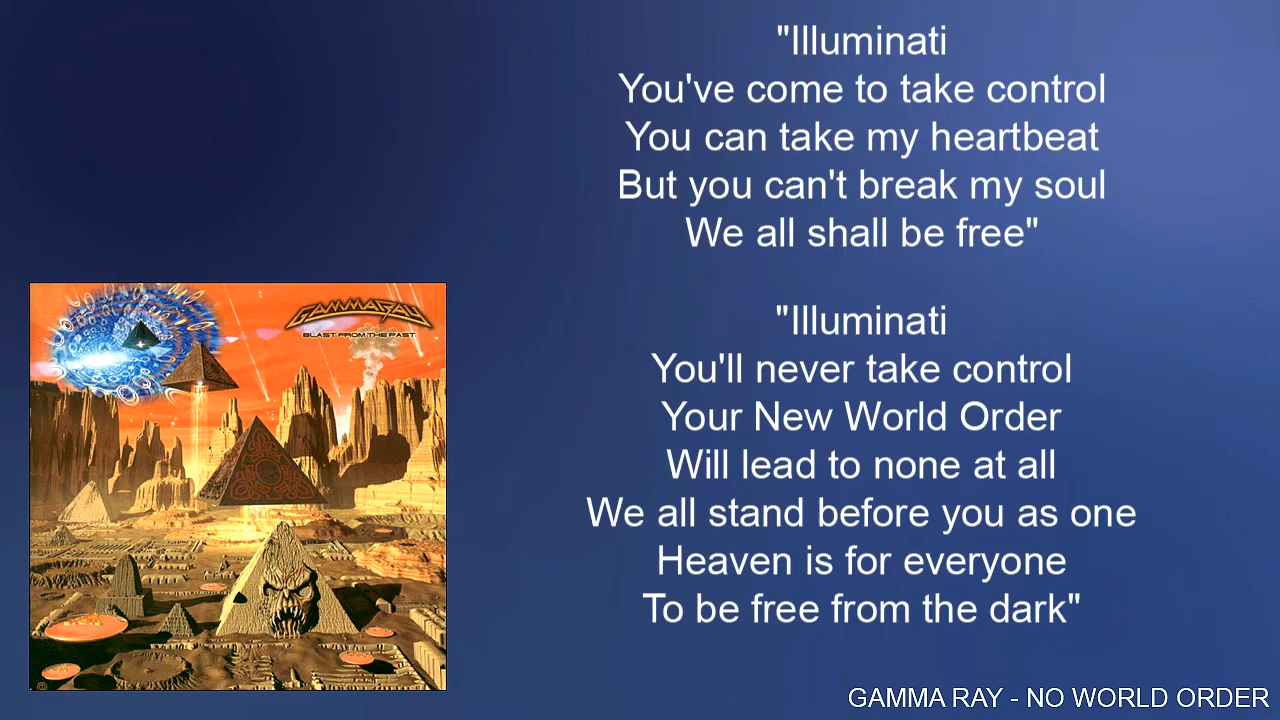 "Illuminati
You've come to take control
You can take my heartbeat
But you can't break my soul
We all shall be free"
"Illuminati
You'll never take control
Your New World Order
Will lead to none at all
We all stand before you as one
Heaven is for everyone
To be free from the dark"
GAMMARAY
BLAST FROM THE PAST
GAMMA RAY - NO WORLD ORDER